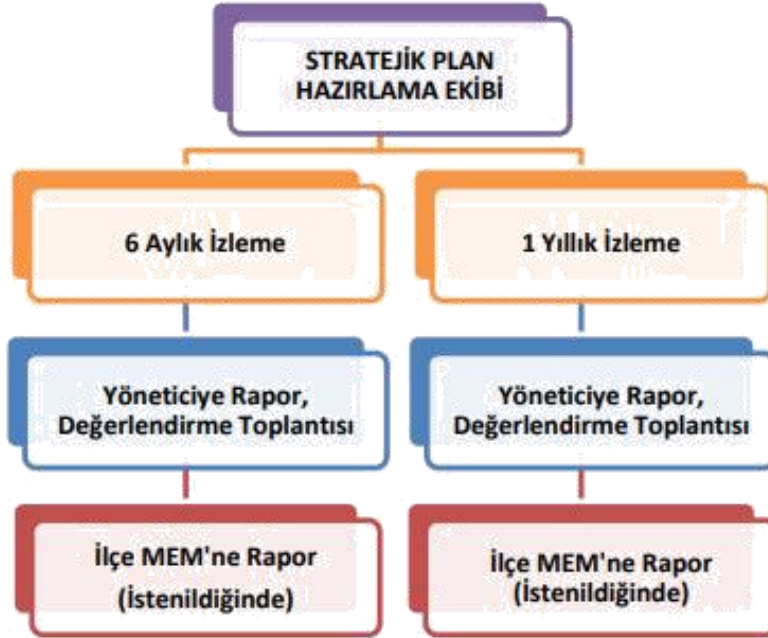 STRATEJİK PLAN
HAZIRLAMA EKİBİ
6 Aylık İzleme
1 Yıllık İzleme
Yöneticiye Rapor,
Değerlendirme Toplantısı
Yöneticiye Rapor,
Değerlendirme Toplantısı
İlçe MEM'ne Rapor
(İstenildiğinde)
İlçe MEM'ne Rapor
(İstenildiğinde)